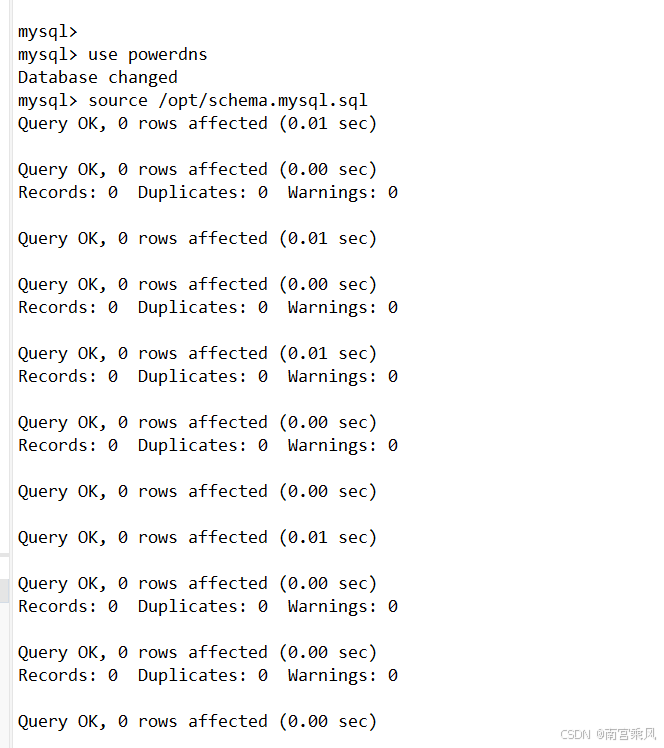 mysql>
mysql> use powerdns
Database changed
mysql> source /opt/schema.mysql.sql
Query OK, 0 rows affected (0.01 sec)
Query OK, 0 rows affected (0.00 sec)
Records: 0  Duplicates: 0  Warnings: 0
Query OK, 0 rows affected (0.01 sec)
Query OK, 0 rows affected (0.00 sec)
Records: 0  Duplicates: 0  Warnings: 0
Query OK, 0 rows affected (0.01 sec)
Records: 0  Duplicates: 0  Warnings: 0
Query OK, 0 rows affected (0.00 sec)
Records: 0  Duplicates: 0  Warnings: 0
Query OK, 0 rows affected (0.00 sec)
Query OK, 0 rows affected (0.01 sec)
Query OK, 0 rows affected (0.00 sec)
Records: 0  Duplicates: 0  Warnings: 0
Query OK, 0 rows affected (0.00 sec)
Records: 0  Duplicates: 0  Warnings: 0
Query OK, 0 rows affected (0.00 sec)
CSDN @南宫乘风